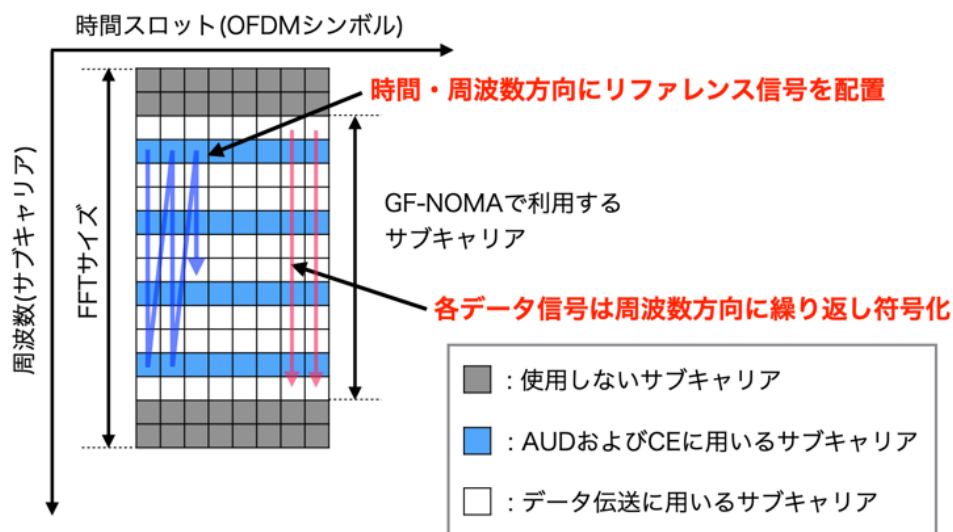 時間スロット(OFDMシンボル)
時間・周波数方向にリファレンス信号を配置
周波数(サブキャリア)
FFTサイズ
GF-NOMAで利用する
サブキャリア
各データ信号は周波数方向に繰り返し符号化
: 使用しないサブキャリア
: AUDおよびCEに用いるサブキャリア
: データ伝送に用いるサブキャリア